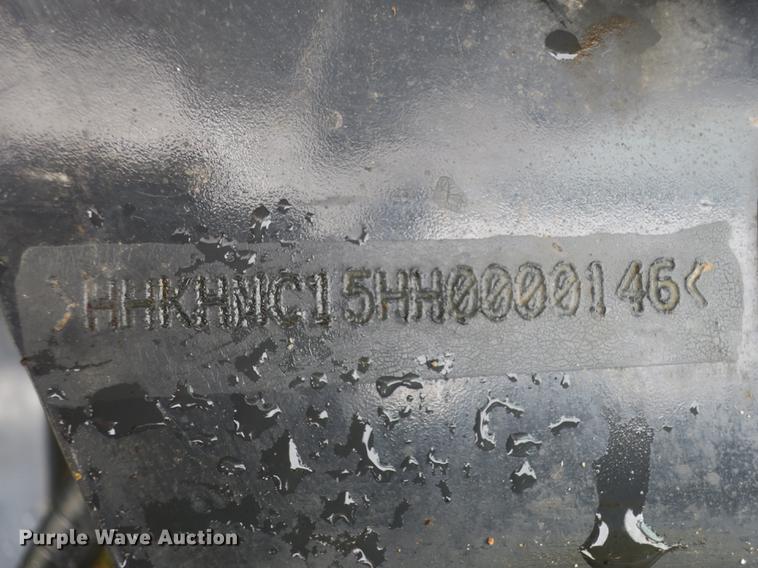 >HHKHMC15HH0000146<
Purple Wave Auction